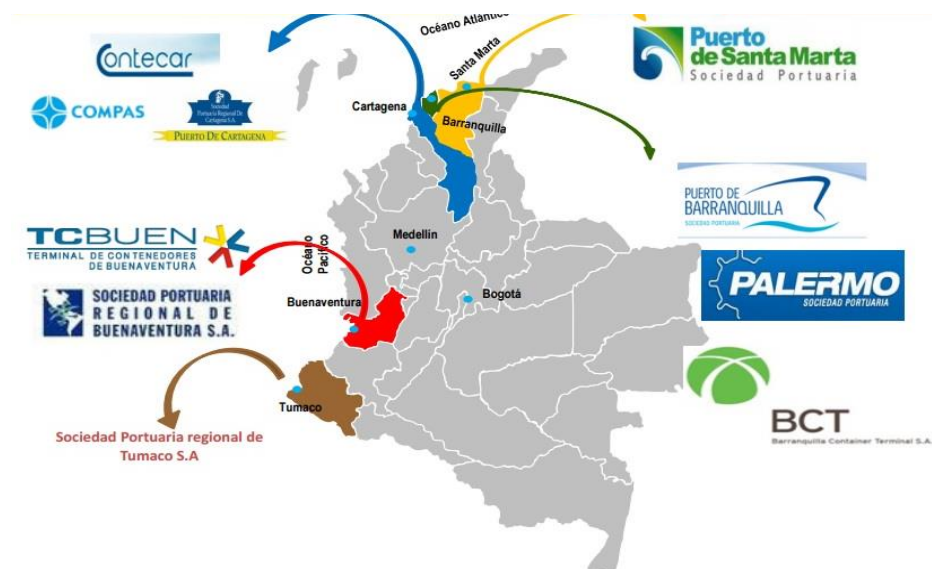 Océano Atlántico
Santa Marta
Puerto
de Santa Marta
Sociedad Portuaria
Contecar
COMPAS
Sociedad
Portuaria Regional De
Cartagena S.A.
PUERTO DE CARTAGENA
Cartagena
Barranquilla
PUERTO DE
BARRANQUILLA
SOCIEDAD PORTUARIA
TCBUEN
TERMINAL DE CONTENEDORES
DE BUENAVENTURA
Océano
Pacífico
Medellín
SOCIEDAD PORTUARIA
REGIONAL DE
BUENAVENTURA S.A.
Buenaventura
Bogotá
PALERMO
SOCIEDAD PORTUARIA
Tumaco
BCT
Barranquilla Container Terminal S.A.
Sociedad Portuaria regional de
Tumaco S.A